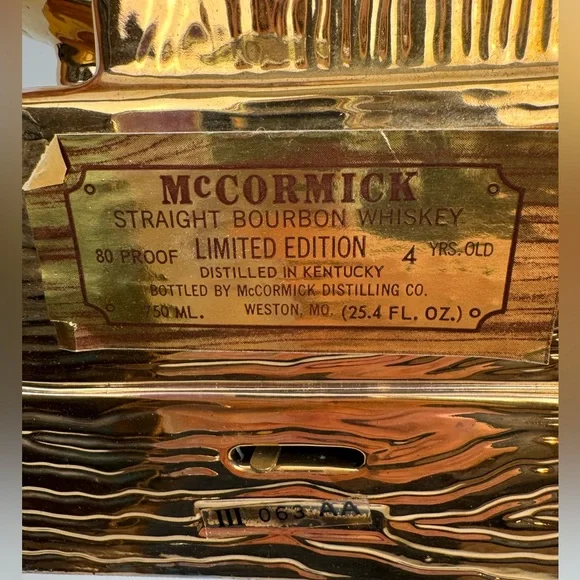 McCORMICK
STRAIGHT BOURBON WHISKEY
80 PROOF LIMITED EDITION 4 YRS. OLD
DISTILLED IN KENTUCKY
BOTTLED BY McCORMICK DISTILLING CO.
750 ML. WESTON, MO. (25.4 FL. OZ.)
III 063 AA